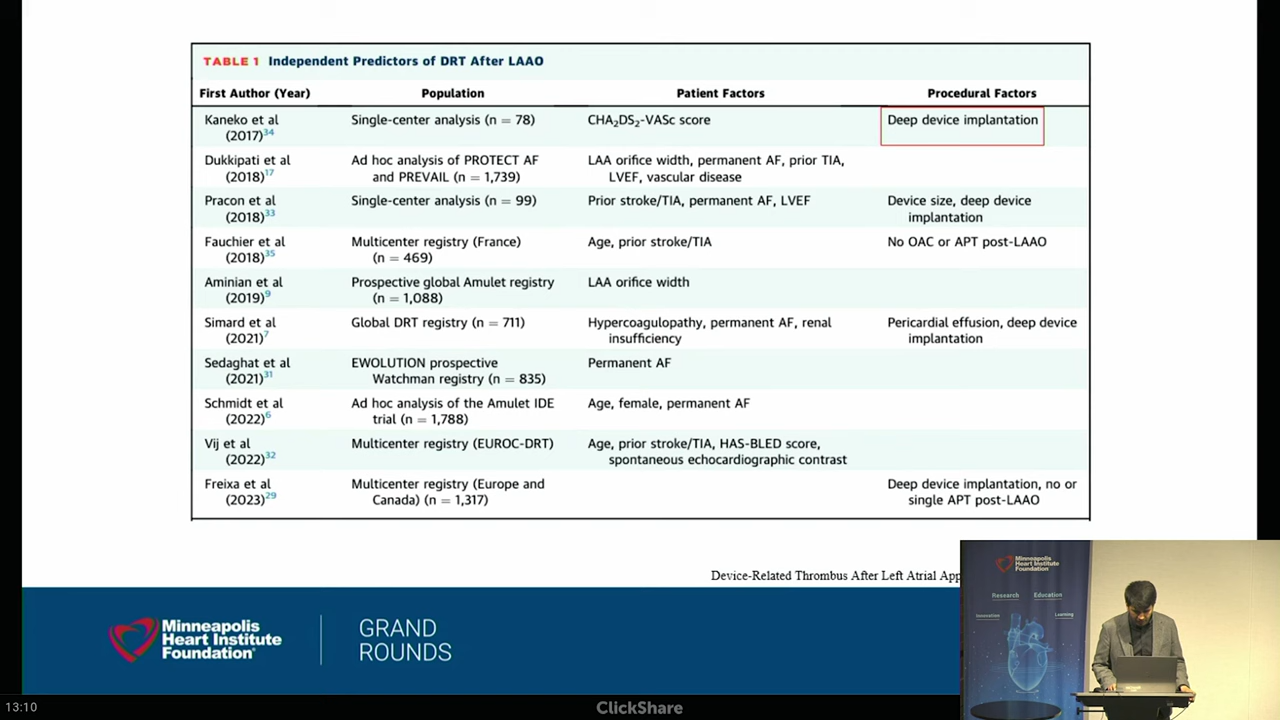 TABLE 1 Independent Predictors of DRT After LAAO
First Author (Year) Population Patient Factors Procedural Factors
Kaneko et al Single-center analysis (n = 78) CHA2DS2-VASc score Deep device implantation
(2017)34
Dukkipati et al Ad hoc analysis of PROTECT AF LAA orifice width, permanent AF, prior TIA,
(2018)17 and PREVAIL (n = 1,739) LVEF, vascular disease
Pracon et al Single-center analysis (n = 99) Prior stroke/TIA, permanent AF, LVEF Device size, deep device
(2018)33 implantation
Fauchier et al Multicenter registry (France) Age, prior stroke/TIA No OAC or APT post-LAAO
(2018)35 (n = 469)
Aminian et al Prospective global Amulet registry LAA orifice width
(2019)9 (n = 1,088)
Simard et al Global DRT registry (n = 711) Hypercoagulopathy, permanent AF, renal Pericardial effusion, deep device
(2021)7 insufficiency implantation
Sedaghat et al EWOLUTION prospective Permanent AF
(2021)31 Watchman registry (n = 835)
Schmidt et al Ad hoc analysis of the Amulet IDE Age, female, permanent AF
(2022)6 trial (n = 1,788)
Vij et al Multicenter registry (EUROC-DRT) Age, prior stroke/TIA, HAS-BLED score,
(2022)32 spontaneous echocardiographic contrast
Freixa et al Multicenter registry (Europe and Deep device implantation, no or
(2023)29 Canada) (n = 1,317) single APT post-LAAO
Device-Related Thrombus After Left Atrial App
Minneapolis
Heart Institute
Foundation
GRAND
ROUNDS
Minneapolis
Heart Institute
Foundation
Research Education
Innovation Learning
13:10
ClickShare